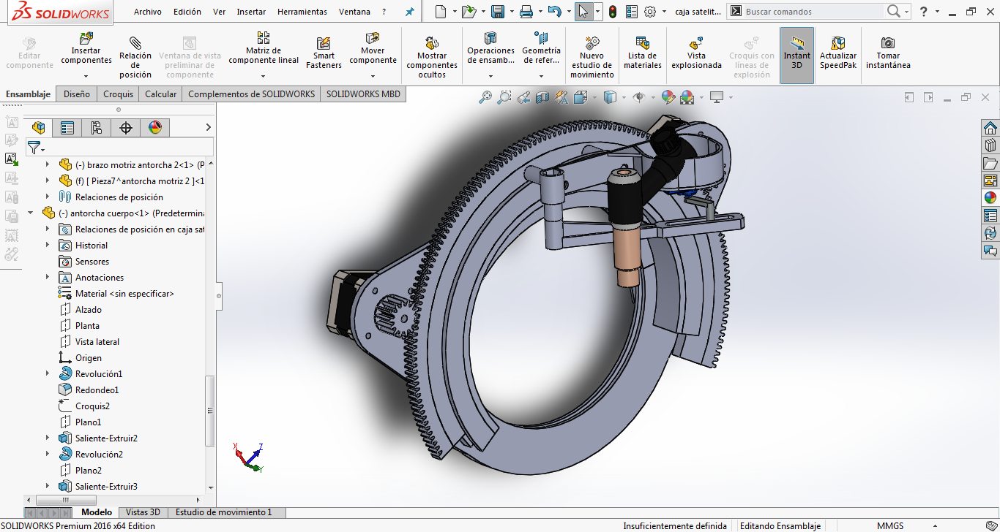 SOLIDWORKS
Archivo Edición Ver Insertar Herramientas Ventana ?
caja satelit...
Buscar comandos
?
Editar componente
Insertar componentes
Relación de posición
Ventana de vista preliminar de componente
Matriz de componente lineal
Smart Fasteners
Mover componente
Mostrar componentes ocultos
Operaciones de ensamb...
Geometría de refer...
Nuevo estudio de movimiento
Lista de materiales
Vista explosionada
Croquis con líneas de explosión
Instant 3D
Actualizar SpeedPak
Tomar instantánea
Ensamblaje Diseño Croquis Calcular Complementos de SOLIDWORKS SOLIDWORKS MBD
(-) brazo motriz antorcha 2<1> (P
(f) [ Pieza7^antorcha motriz 2 ]<1
Relaciones de posición
(-) antorcha cuerpo<1> (Predetermina
Relaciones de posición en caja sat
Historial
Sensores
Anotaciones
Material <sin especificar>
Alzado
Planta
Vista lateral
Origen
Revolución1
Redondeo1
Croquis2
Plano1
Saliente-Extruir2
Revolución2
Plano2
Saliente-Extruir3
X
Z
Y
Modelo Vistas 3D Estudio de movimiento 1
SOLIDWORKS Premium 2016 x64 Edition
Insuficientemente definida Editando Ensamblaje MMGS